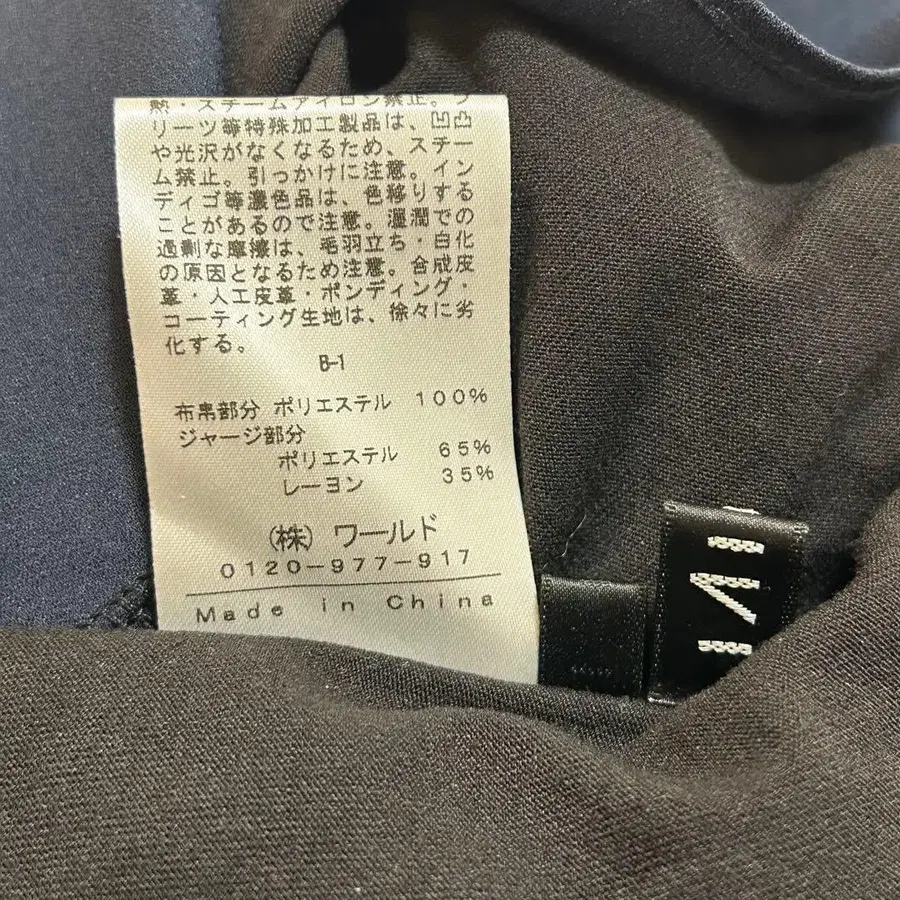 熱・スチームアイロン禁止。プ
リーツ等特殊加工製品は、凹凸
や光沢がなくなるため、スチー
ム禁止。引っかけに注意。イン
ディゴ等濃色品は、色移りする
ことがあるので注意。湿潤での
過剰な摩擦は、毛羽立ち・白化
の原因となるため注意。合成皮
革・人工皮革・ボンディング・
コーティング生地は、徐々に劣
化する。
B-1
布帛部分 ポリエステル 100%
ジャージ部分
ポリエステル 65%
レーヨン 35%
(株) ワールド
0120-977-917
Made in China